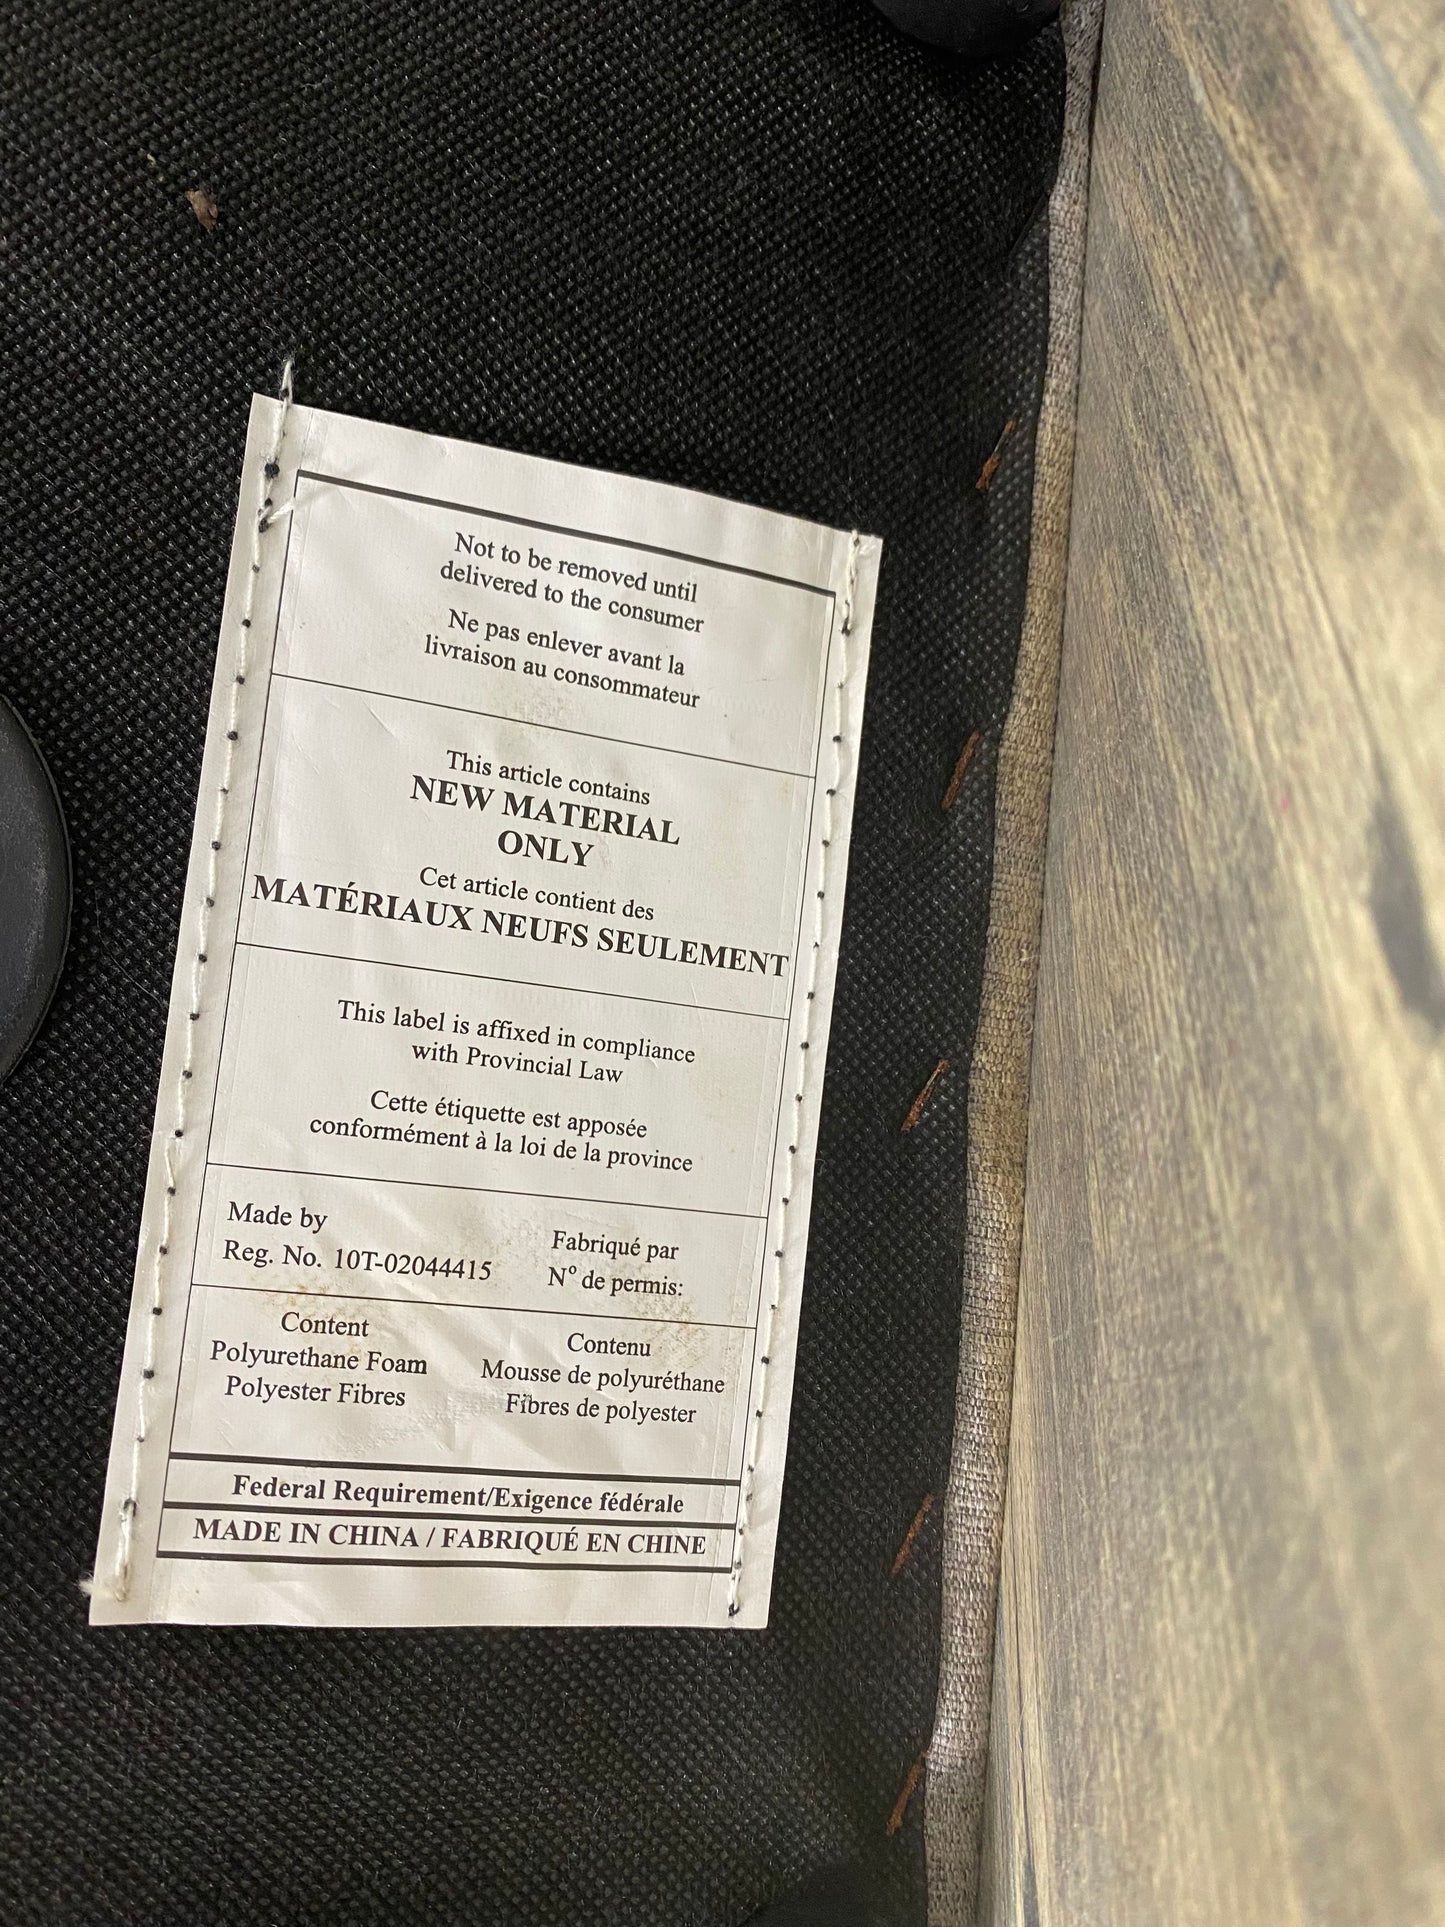 Not to be removed until
delivered to the consumer
Ne pas enlever avant la
livraison au consommateur
This article contains
NEW MATERIAL
ONLY
Cet article contient des
MATÉRIAUX NEUFS SEULEMENT
This label is affixed in compliance
with Provincial Law
Cette étiquette est apposée
conformément à la loi de la province
Made by
Reg. No. 10T-02044415
Fabriqué par
Nº de permis:
Content
Polyurethane Foam
Polyester Fibres
Contenu
Mousse de polyuréthane
Fibres de polyester
Federal Requirement/Exigence fédérale
MADE IN CHINA / FABRIQUÉ EN CHINE